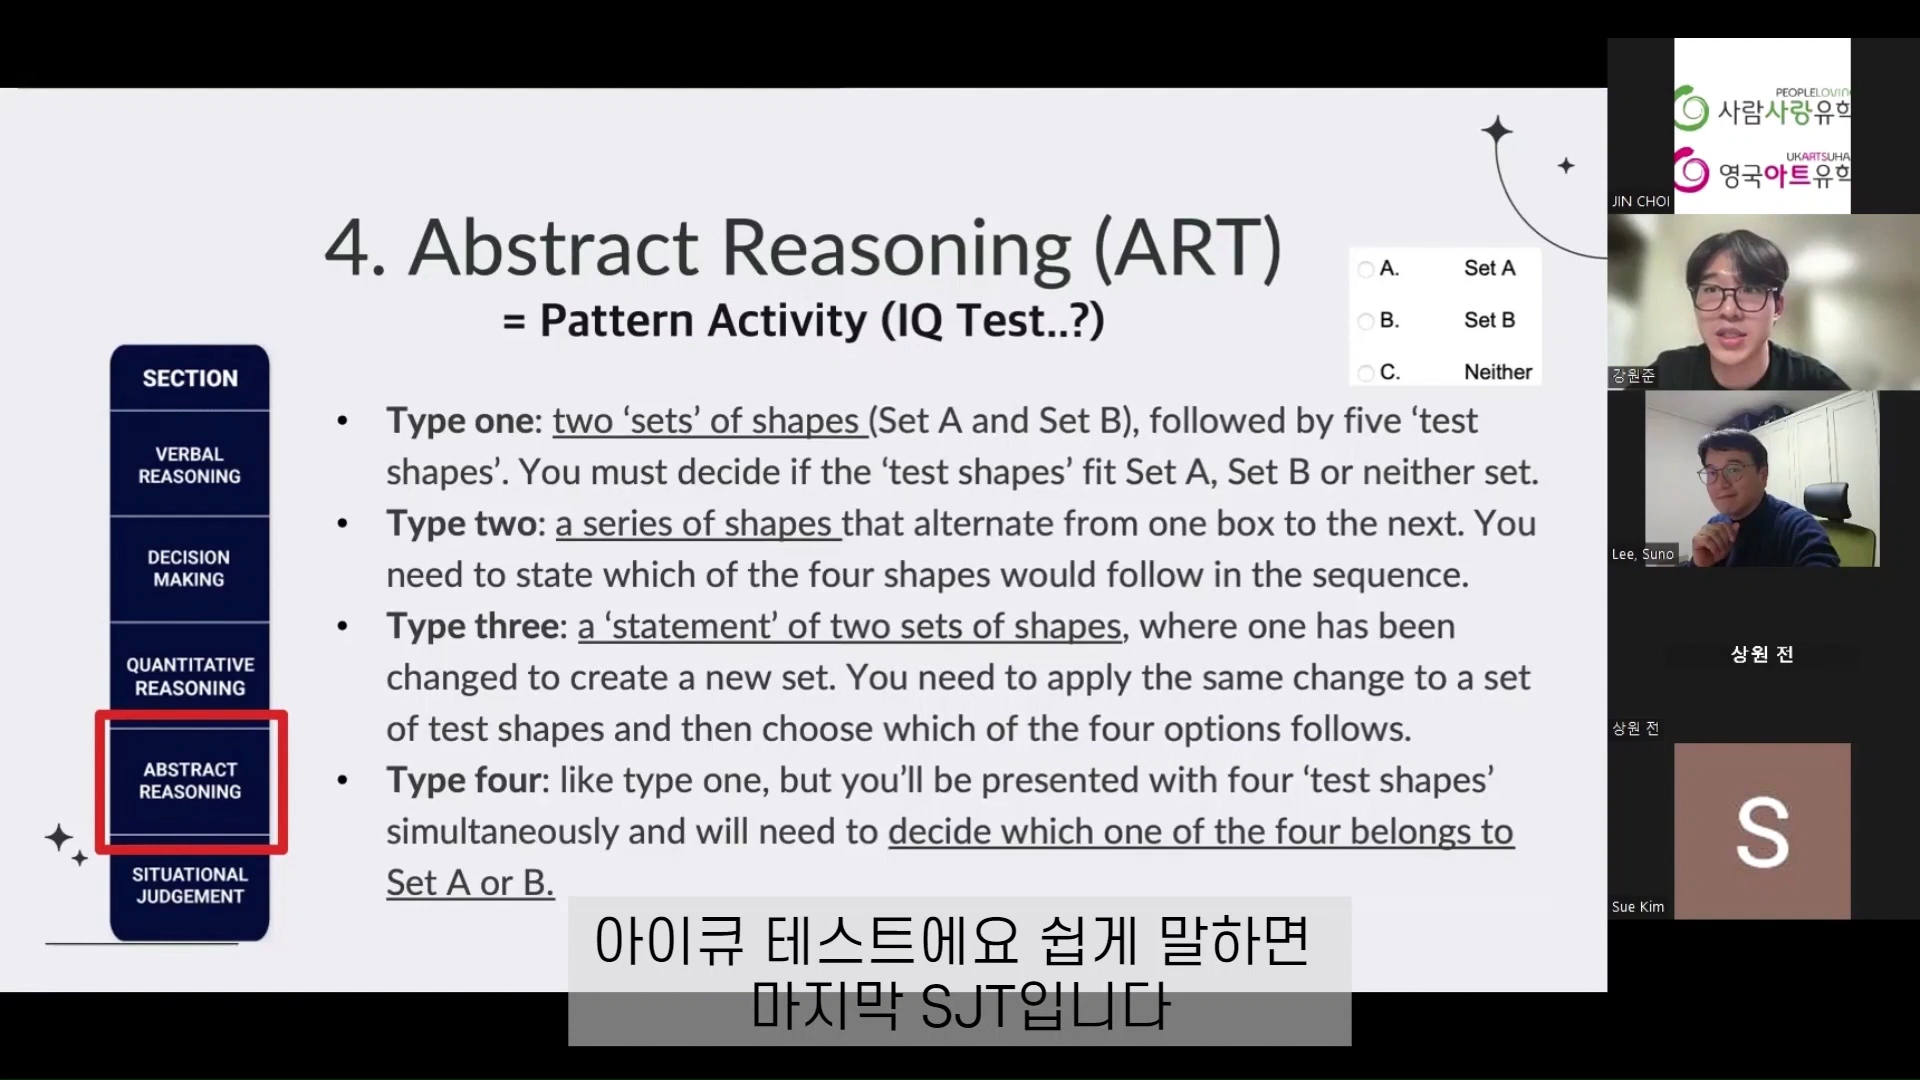 4. Abstract Reasoning (ART)
= Pattern Activity (IQ Test..?)
A. Set A
B. Set B
C. Neither
SECTION
VERBAL
REASONING
DECISION
MAKING
QUANTITATIVE
REASONING
ABSTRACT
REASONING
SITUATIONAL
JUDGEMENT
• Type one: two ‘sets’ of shapes (Set A and Set B), followed by five ‘test
shapes’. You must decide if the ‘test shapes’ fit Set A, Set B or neither set.
• Type two: a series of shapes that alternate from one box to the next. You
need to state which of the four shapes would follow in the sequence.
• Type three: a ‘statement’ of two sets of shapes, where one has been
changed to create a new set. You need to apply the same change to a set
of test shapes and then choose which of the four options follows.
• Type four: like type one, but you’ll be presented with four ‘test shapes’
simultaneously and will need to decide which one of the four belongs to
Set A or B.
아이큐 테스트에요 쉽게 말하면
마지막 SJT입니다
PEOPLELOVIN
사람사랑유학
UKARTSUHA
영국아트유학
JIN CHOI
강원준
Lee, Suno
상원 전
상원 전
S
Sue Kim